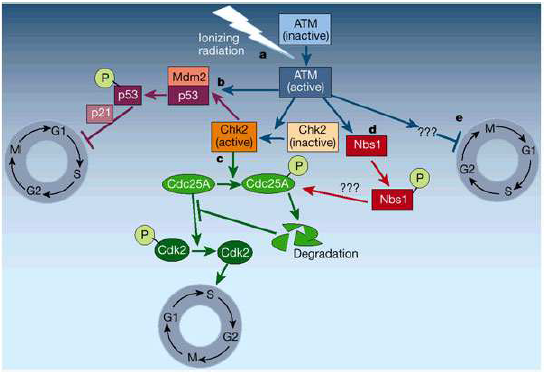 Ionizing
radiation
a
ATM
(inactive)
ATM
(active)
b
Mdm2
p53
P
p53
p21
Chk2
(active)
Chk2
(inactive)
c
d
Nbs1
???
e
P
Nbs1
???
Cdc25A
Cdc25A
P
Degradation
P
Cdk2
Cdk2
G1
S
G2
M
M
G1
S
G2
S
G2
M
G1